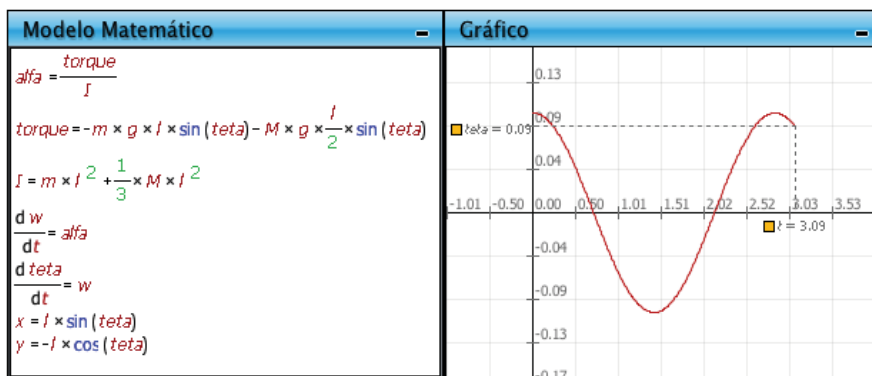 Modelo Matemático
alfa = torque / I
torque = -m × g × l × sin (teta) - M × g × l/2 × sin (teta)
I = m × l 2 + 1/3 × M × l 2
d w / dt = alfa
d teta / dt = w
x = l × sin (teta)
y = -l × cos (teta)
Gráfico
0.13
0.09
teta = 0.09
0.04
-1.01 -0.50 0.00 0.50 1.01 1.51 2.02 2.52 3.03 3.53
t = 3.09
-0.04
-0.09
-0.13
-0.17